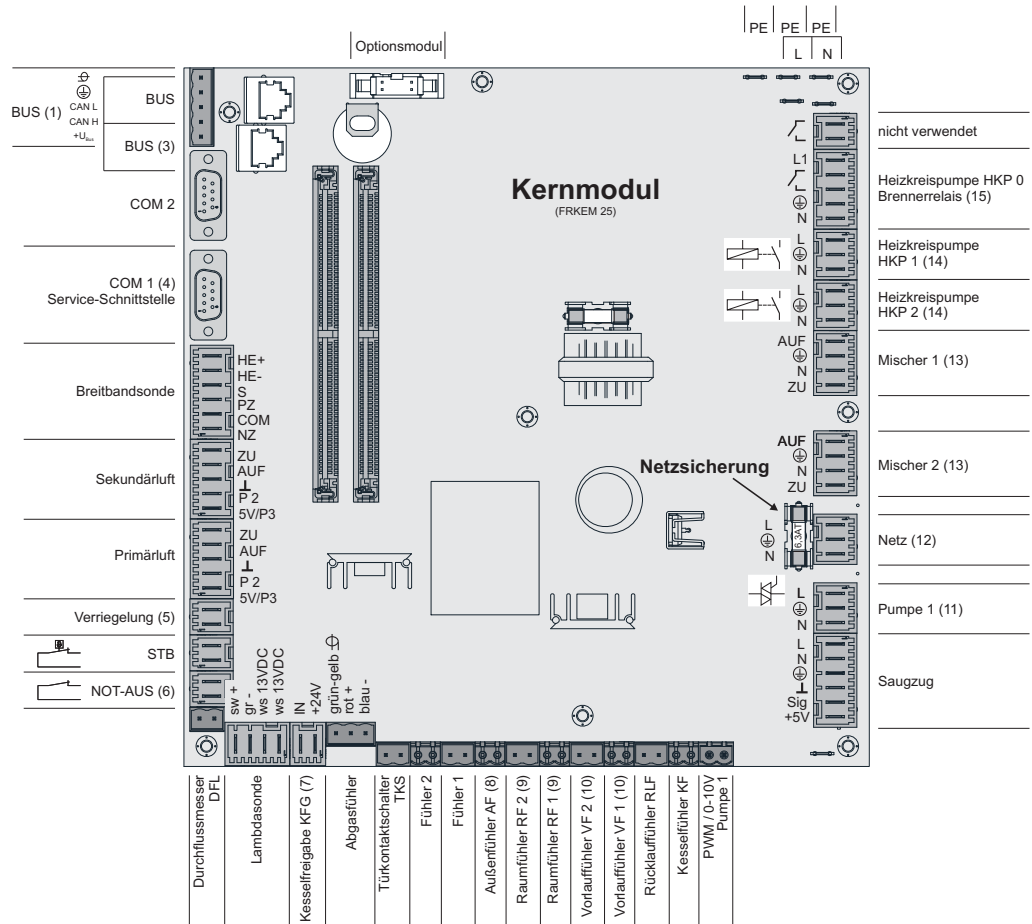 PE PE PE
L N
Optionsmodul
BUS (1)
CAN L
CAN H
+U_Bus
BUS
BUS (3)
COM 2
COM 1 (4)
Service-Schnittstelle
Breitbandsonde
HE+
HE-
S
PZ
COM
NZ
Sekundärluft
ZU
AUF
P 2
5V/P3
Primärluft
ZU
AUF
P 2
5V/P3
Verriegelung (5)
STB
NOT-AUS (6)
Kernmodul
(FRKEM 25)
Netzsicherung
6.3AT
nicht verwendet
L1
N
Heizkreispumpe HKP 0
Brennerrelais (15)
L
N
Heizkreispumpe
HKP 1 (14)
L
N
Heizkreispumpe
HKP 2 (14)
AUF
N
ZU
Mischer 1 (13)
AUF
N
ZU
Mischer 2 (13)
L
N
Netz (12)
L
N
Pumpe 1 (11)
L
N
Sig
+5V
Saugzug
sw +
gr -
ws 13VDC
ws 13VDC
IN
+24V
grün-gelb
rot +
blau -
Durchflussmesser
DFL
Lambdasonde
Kesselfreigabe KFG (7)
Abgasfühler
Türkontaktschalter
TKS
Fühler 2
Fühler 1
Außenfühler AF (8)
Raumfühler RF 2 (9)
Raumfühler RF 1 (9)
Vorlauffühler VF 2 (10)
Vorlauffühler VF 1 (10)
Rücklauffühler RLF
Kesselfühler KF
PWM / 0-10V
Pumpe 1